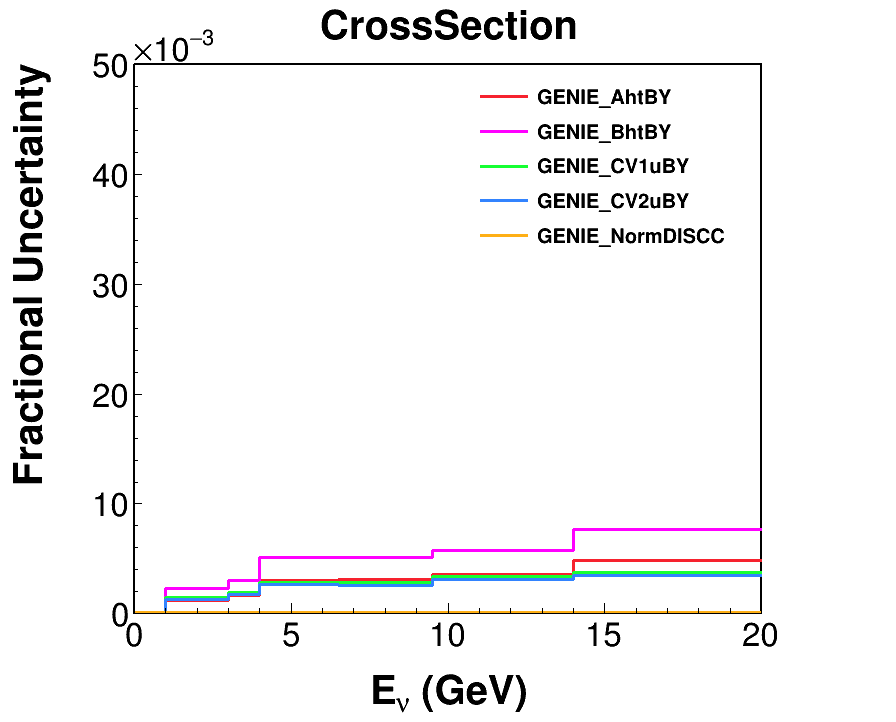 CrossSection
×10⁻³
Fractional Uncertainty
50
40
30
20
10
0
GENIE_AhtBY
GENIE_BhtBY
GENIE_CV1uBY
GENIE_CV2uBY
GENIE_NormDISCC
0 5 10 15 20
Eᵥ (GeV)